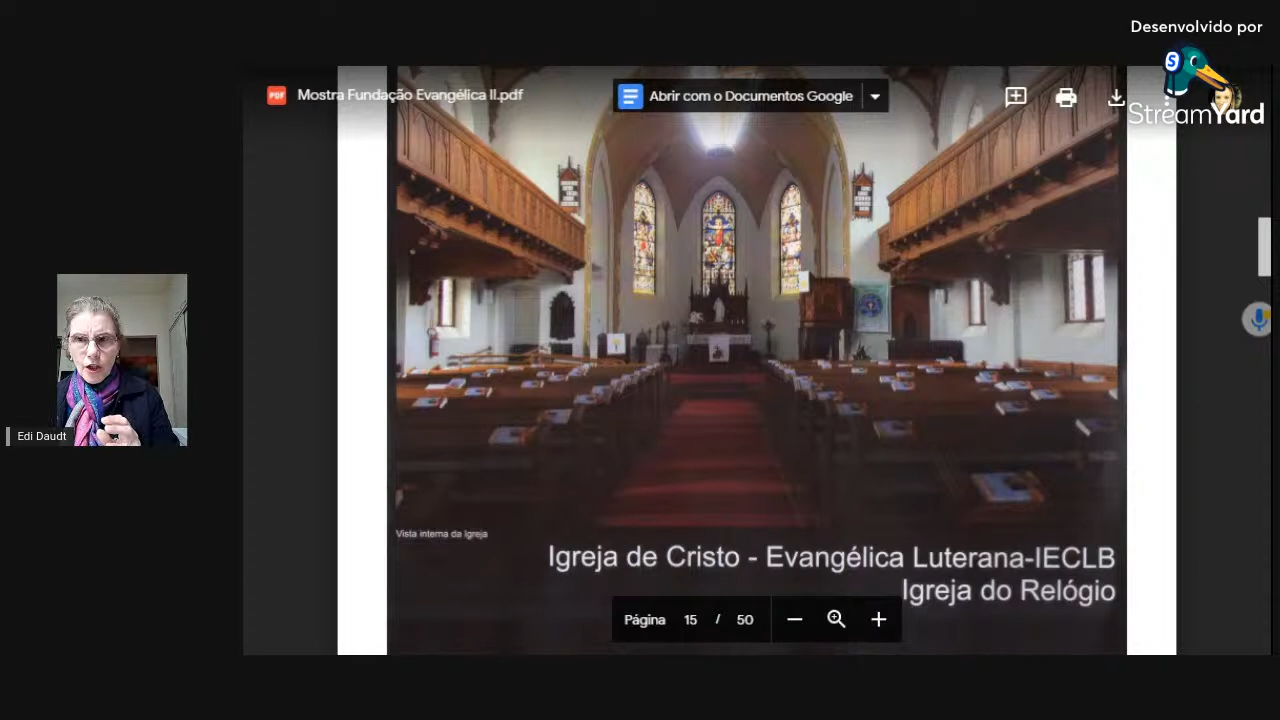 Desenvolvido por
StreamYard
PDF
Mostra Fundação Evangélica II.pdf
Abrir com o Documentos Google
Edi Daudt
Vista interna da Igreja
Igreja de Cristo - Evangélica Luterana-IECLB
Igreja do Relógio
Página 15 / 50